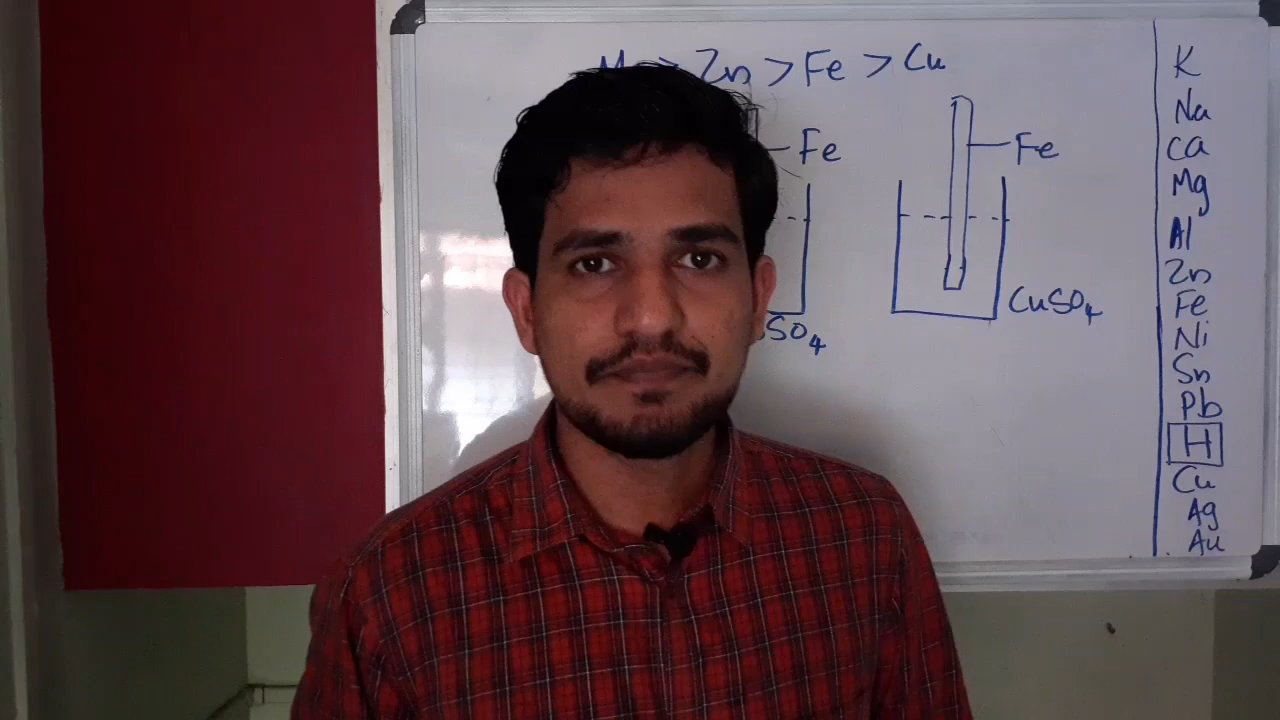 > Zn > Fe > Cu
Fe
Fe
SO₄
CuSO₄
K
Na
Ca
Mg
Al
Zn
Fe
Ni
Sn
Pb
H
Cu
Ag
Au